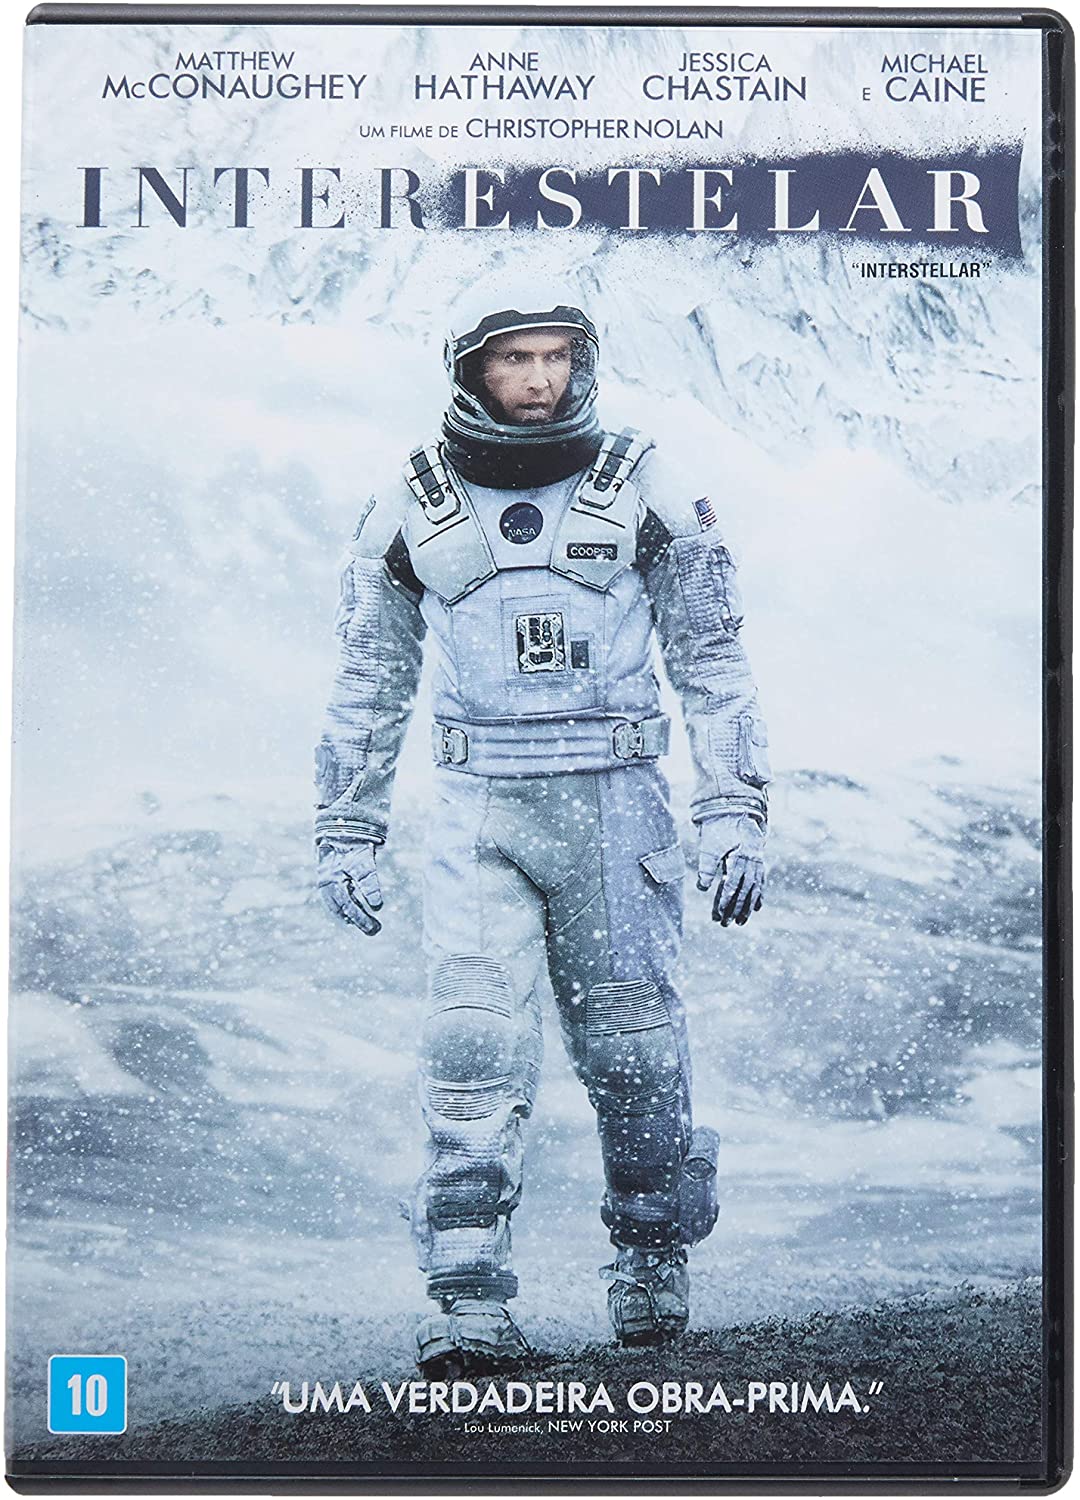 MATTHEW McCONAUGHEY
ANNE HATHAWAY
JESSICA CHASTAIN
E MICHAEL CAINE
UM FILME DE CHRISTOPHER NOLAN
INTERESTELAR
"INTERSTELLAR"
NASA
COOPER
10
"UMA VERDADEIRA OBRA-PRIMA."
– Lou Lumenick, NEW YORK POST